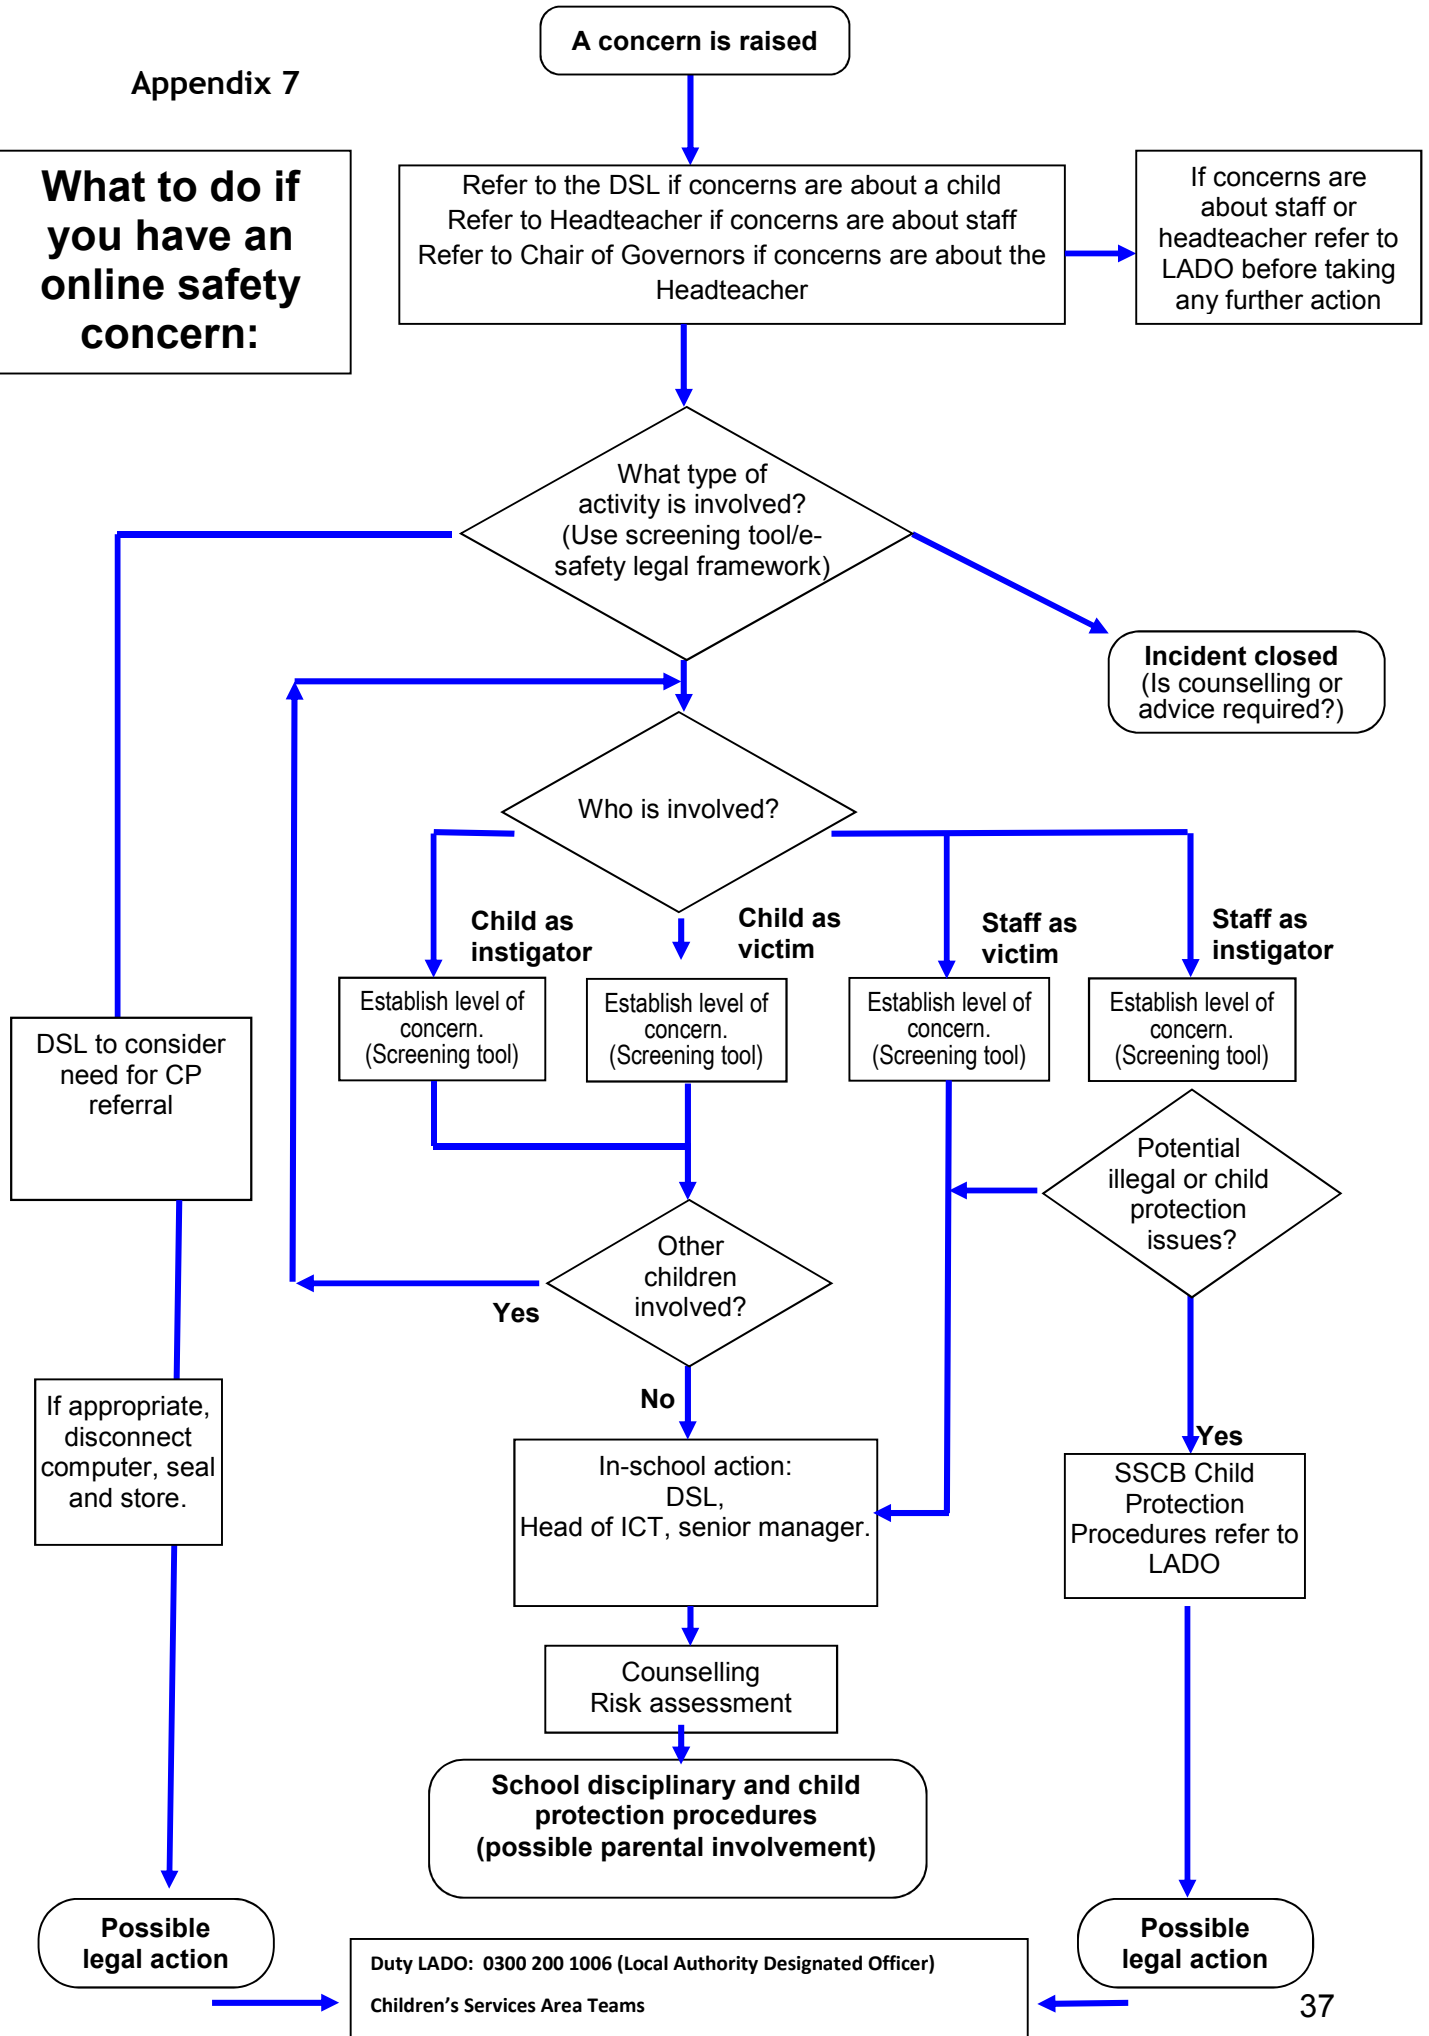 A concern is raised
Appendix 7
What to do if
you have an
online safety
concern:
Refer to the DSL if concerns are about a child
Refer to Headteacher if concerns are about staff
Refer to Chair of Governors if concerns are about the
Headteacher
If concerns are
about staff or
headteacher refer to
LADO before taking
any further action
What type of
activity is involved?
(Use screening tool/e-
safety legal framework)
Incident closed
(Is counselling or
advice required?)
Who is involved?
Child as
instigator
Child as
victim
Staff as
victim
Staff as
instigator
Establish level of
concern.
(Screening tool)
Establish level of
concern.
(Screening tool)
Establish level of
concern.
(Screening tool)
Establish level of
concern.
(Screening tool)
DSL to consider
need for CP
referral
Potential
illegal or child
protection
issues?
Other
children
involved?
Yes
No
If appropriate,
disconnect
computer, seal
and store.
In-school action:
DSL,
Head of ICT, senior manager.
Yes
SSCB Child
Protection
Procedures refer to
LADO
Counselling
Risk assessment
School disciplinary and child
protection procedures
(possible parental involvement)
Possible
legal action
Possible
legal action
Duty LADO: 0300 200 1006 (Local Authority Designated Officer)
Children's Services Area Teams
37